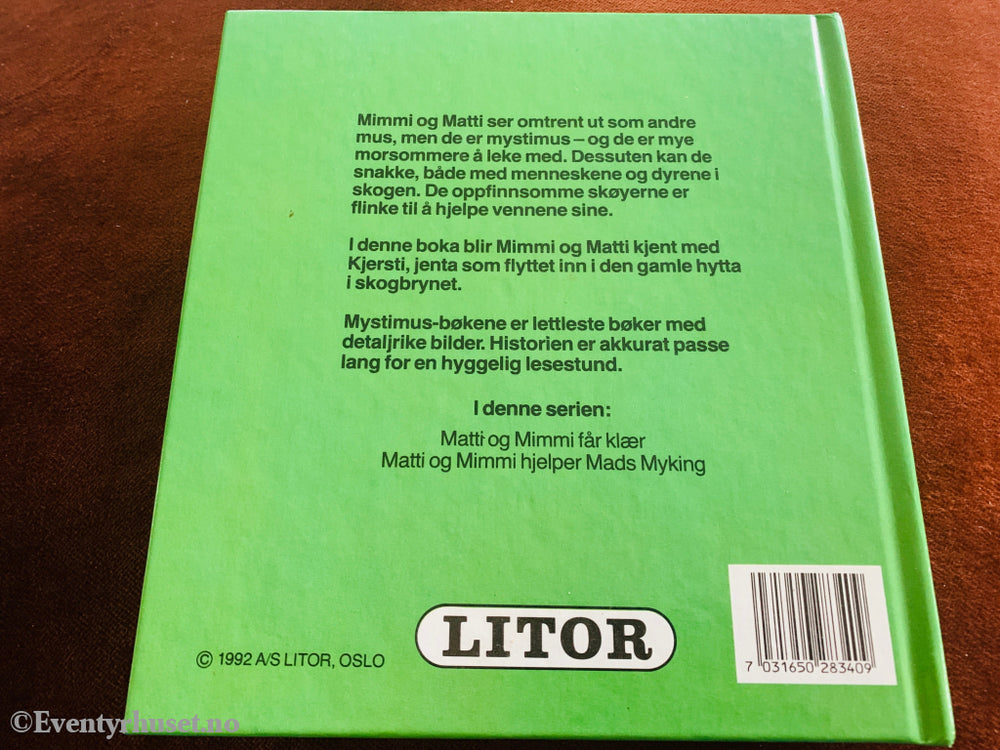 Mimmi og Matti ser omtrent ut som andre
mus, men de er mystimus – og de er mye
morsommere å leke med. Dessuten kan de
snakke, både med menneskene og dyrene i
skogen. De oppfinnsomme skøyerne er
flinke til å hjelpe vennene sine.
I denne boka blir Mimmi og Matti kjent med
Kjersti, jenta som flyttet inn i den gamle hytta
i skogbrynet.
Mystimus-bøkene er lettleste bøker med
detaljrike bilder. Historien er akkurat passe
lang for en hyggelig lesestund.
I denne serien:
Matti og Mimmi får klær
Matti og Mimmi hjelper Mads Myking
LITOR
© 1992 A/S LITOR, OSLO
7 031650 283409
©Eventyrhuset.no